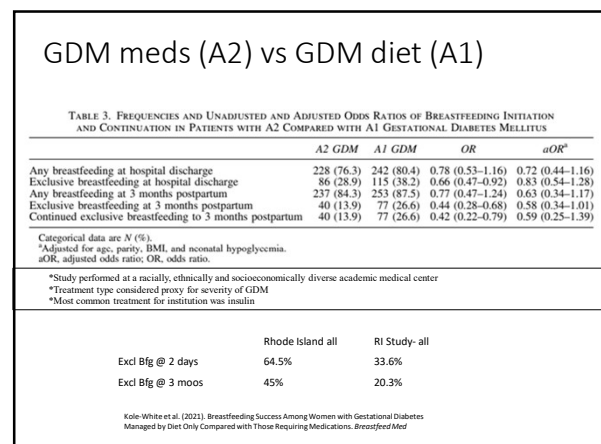 GDM meds (A2) vs GDM diet (A1)
TABLE 3. FREQUENCIES AND UNADJUSTED AND ADJUSTED ODDS RATIOS OF BREASTFEEDING INITIATION
AND CONTINUATION IN PATIENTS WITH A2 COMPARED WITH A1 GESTATIONAL DIABETES MELLITUS
A2 GDM A1 GDM OR aORᵃ
Any breastfeeding at hospital discharge 228 (76.3) 242 (80.4) 0.78 (0.53–1.16) 0.72 (0.44–1.16)
Exclusive breastfeeding at hospital discharge 86 (28.9) 115 (38.2) 0.66 (0.47–0.92) 0.83 (0.54–1.28)
Any breastfeeding at 3 months postpartum 237 (84.3) 253 (87.5) 0.77 (0.47–1.24) 0.63 (0.34–1.17)
Exclusive breastfeeding at 3 months postpartum 40 (13.9) 77 (26.6) 0.44 (0.28–0.68) 0.58 (0.34–1.01)
Continued exclusive breastfeeding to 3 months postpartum 40 (13.9) 77 (26.6) 0.42 (0.22–0.79) 0.59 (0.25–1.39)
Categorical data are N (%).
ᵃAdjusted for age, parity, BMI, and neonatal hypoglycemia.
aOR, adjusted odds ratio; OR, odds ratio.
*Study performed at a racially, ethnically and socioeconomically diverse academic medical center
*Treatment type considered proxy for severity of GDM
*Most common treatment for institution was insulin
Rhode Island all RI Study- all
Excl Bfg @ 2 days 64.5% 33.6%
Excl Bfg @ 3 moos 45% 20.3%
Kole-White et al. (2021). Breastfeeding Success Among Women with Gestational Diabetes
Managed by Diet Only Compared with Those Requiring Medications. Breastfeed Med